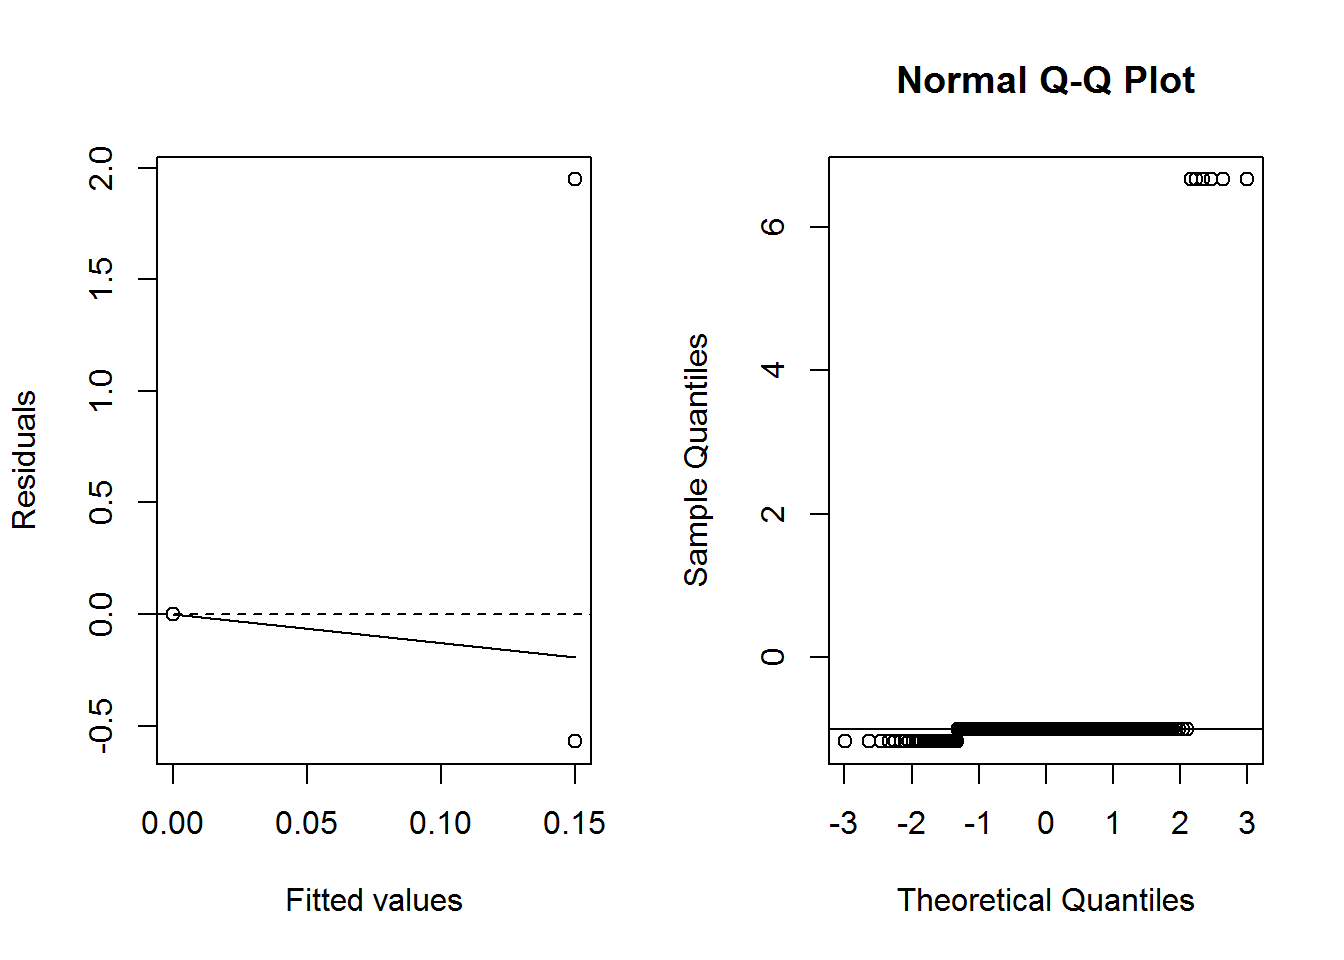 Residuals
2.0
1.5
1.0
0.5
0.0
-0.5
0.00 0.05 0.10 0.15
Fitted values
Normal Q-Q Plot
Sample Quantiles
6
4
2
0
-3 -2 -1 0 1 2 3
Theoretical Quantiles